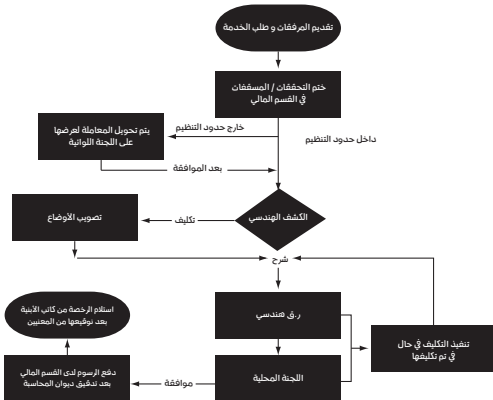 تقديم المرفقات و طلب الخدمة
ختم التحققات / المسقفات
في القسم المالي
خارج حدود التنظيم
داخل حدود التنظيم
يتم تحويل المعاملة لعرضها
على اللجنة اللوائية
بعد الموافقة
الكشف الهندسي
تكليف
تصويب الأوضاع
شرح
ر.ق هندسي
اللجنة المحلية
تنفيذ التكليف في حال
في تم تكليفها
موافقة
دفع الرسوم لدى القسم المالي
بعد تدقيق ديوان المحاسبة
استلام الرخصة من كاتب الأبنية
بعد توقيعها من المعنيين